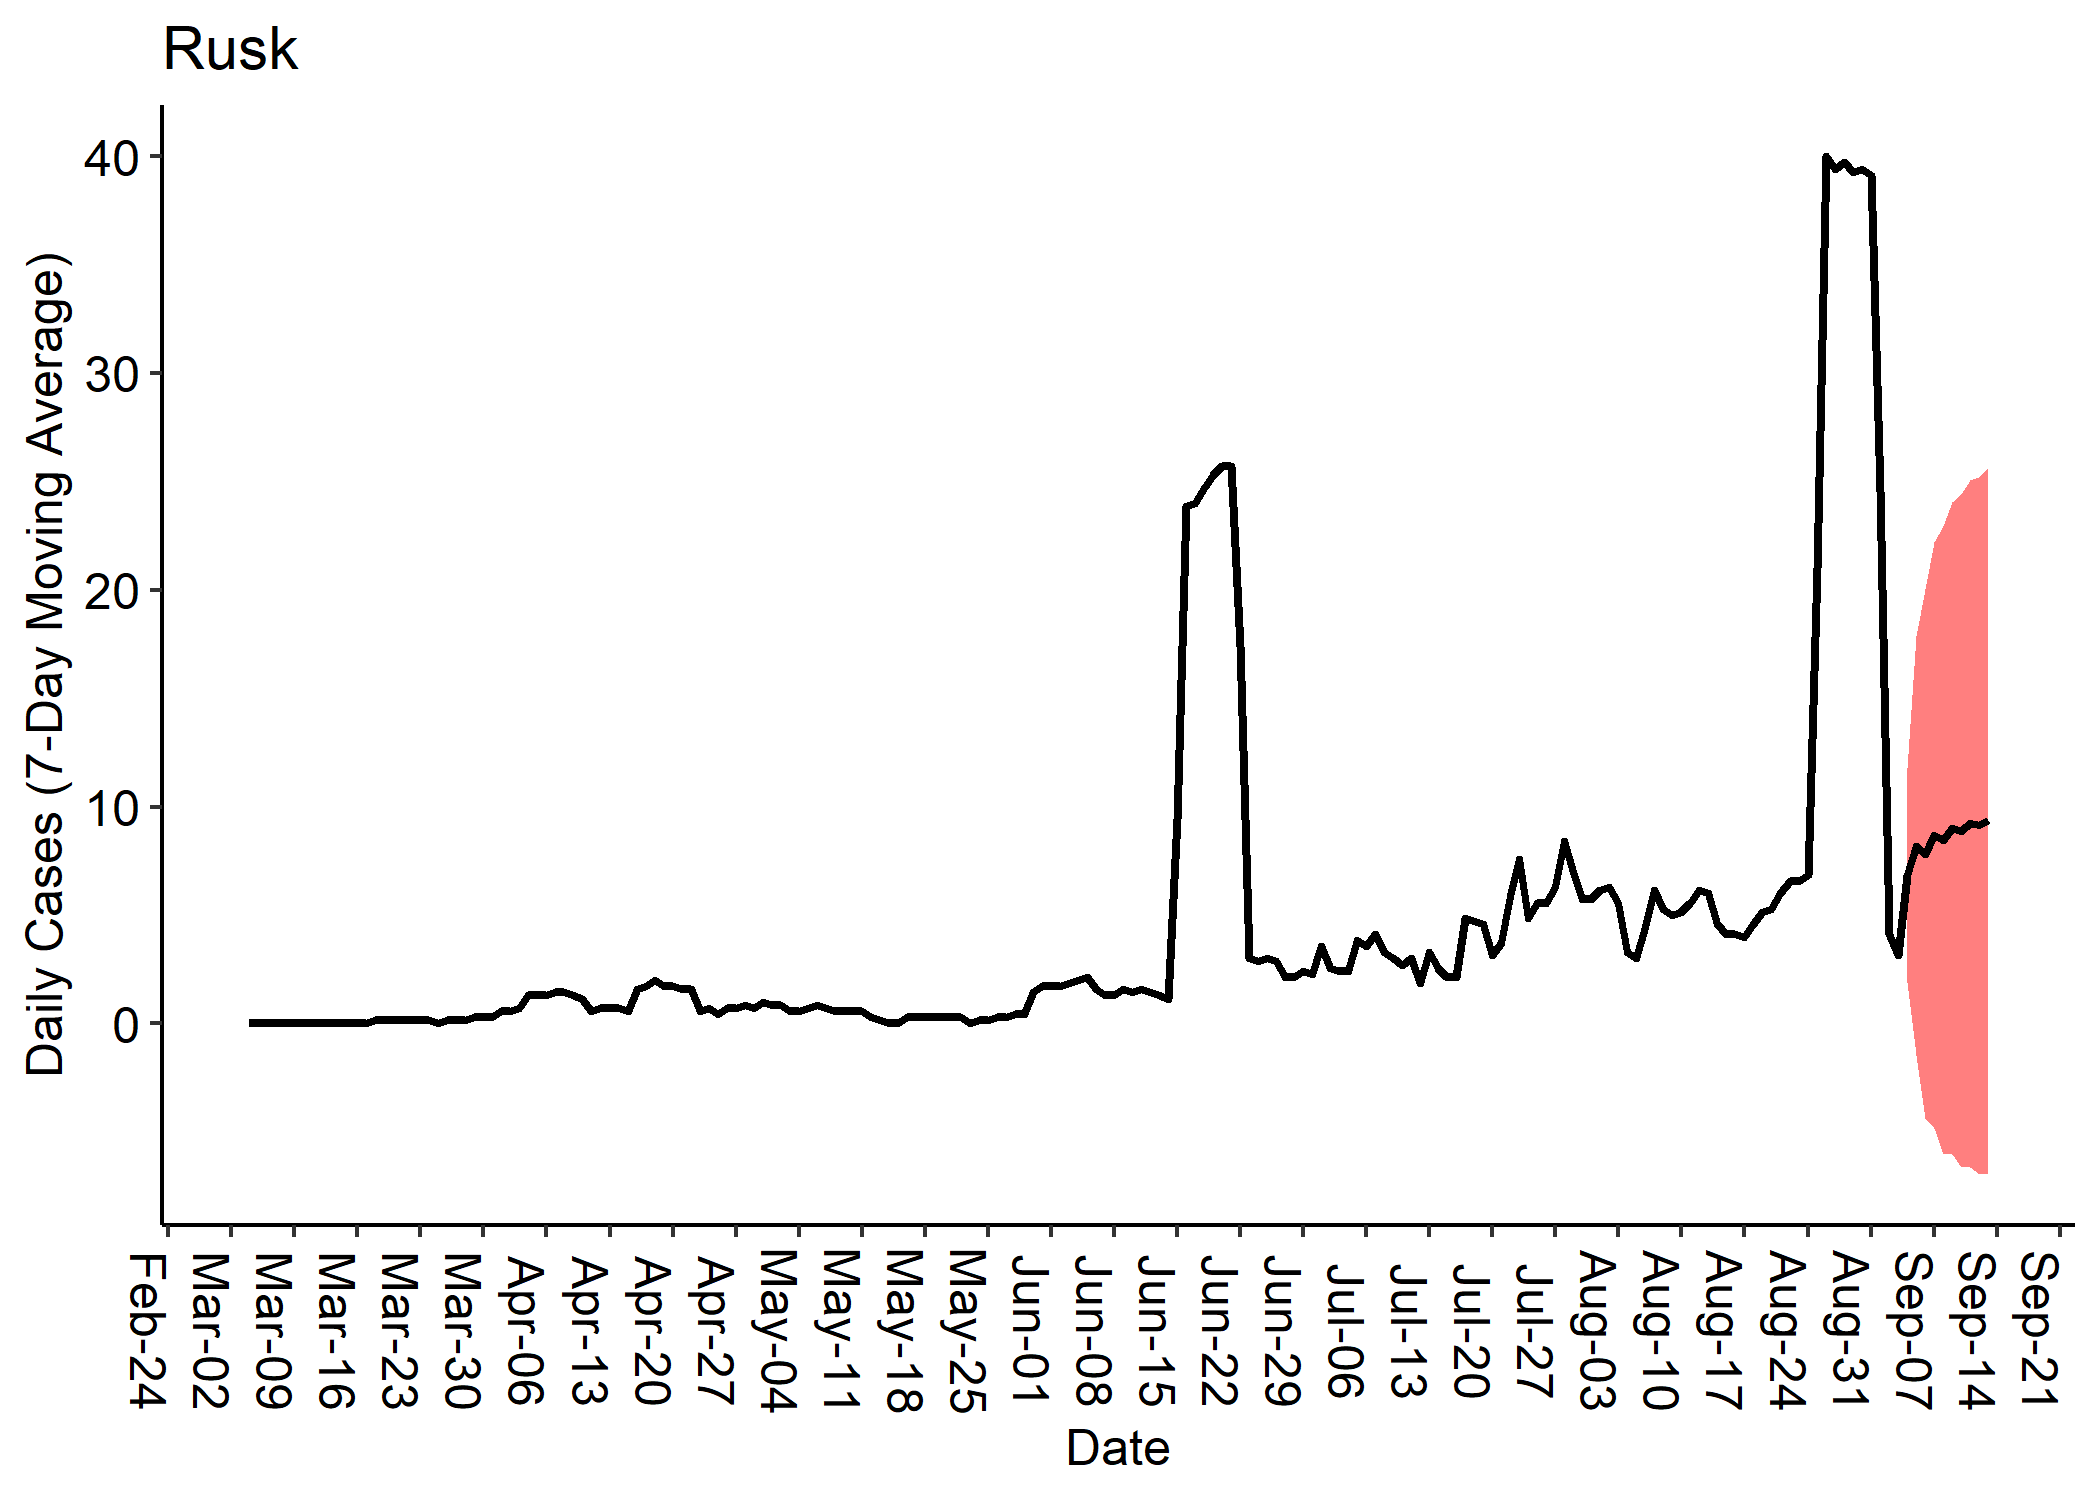 Rusk
Daily Cases (7-Day Moving Average)
40
30
20
10
0
Feb-24
Mar-02
Mar-09
Mar-16
Mar-23
Mar-30
Apr-06
Apr-13
Apr-20
Apr-27
May-04
May-11
May-18
May-25
Jun-01
Jun-08
Jun-15
Jun-22
Jun-29
Jul-06
Jul-13
Jul-20
Jul-27
Aug-03
Aug-10
Aug-17
Aug-24
Aug-31
Sep-07
Sep-14
Sep-21
Date